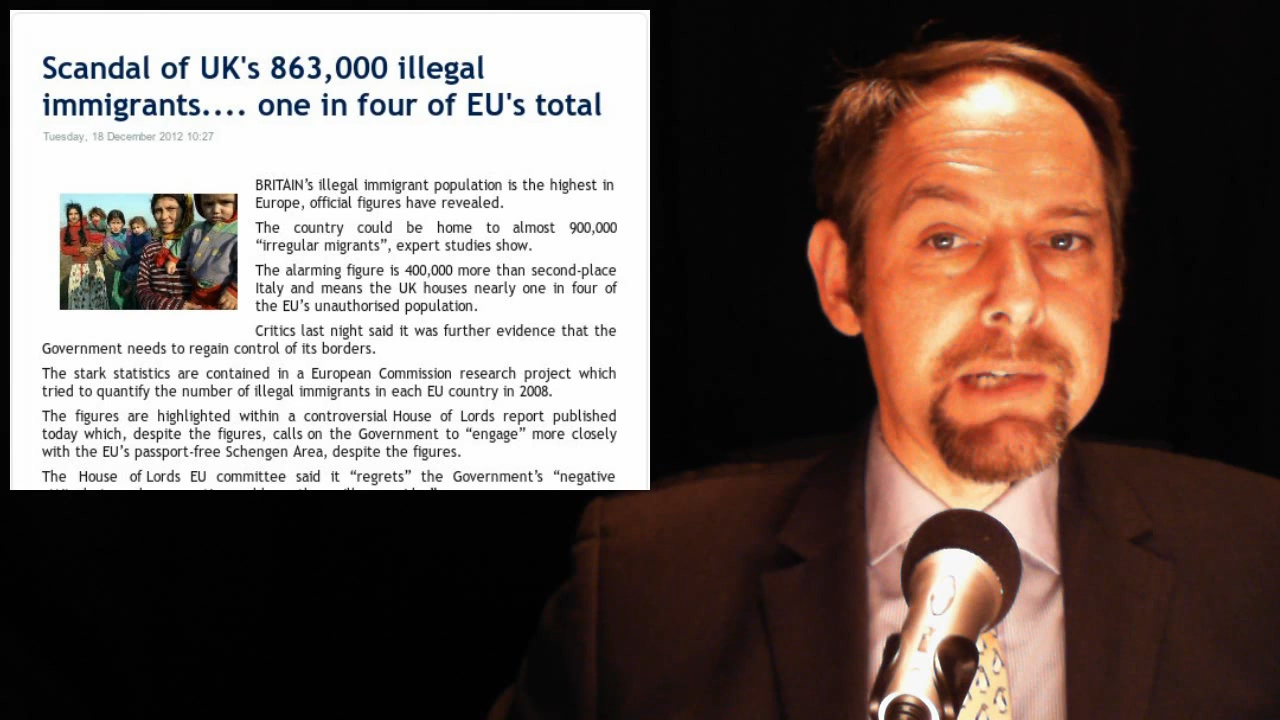 Scandal of UK's 863,000 illegal
immigrants.... one in four of EU's total
Tuesday, 18 December 2012 10:27
BRITAIN’s illegal immigrant population is the highest in
Europe, official figures have revealed.
The country could be home to almost 900,000
“irregular migrants”, expert studies show.
The alarming figure is 400,000 more than second-place
Italy and means the UK houses nearly one in four of
the EU’s unauthorised population.
Critics last night said it was further evidence that the
Government needs to regain control of its borders.
The stark statistics are contained in a European Commission research project which
tried to quantify the number of illegal immigrants in each EU country in 2008.
The figures are highlighted within a controversial House of Lords report published
today which, despite the figures, calls on the Government to “engage” more closely
with the EU’s passport-free Schengen Area, despite the figures.
The House of Lords EU committee said it “regrets” the Government’s “negative